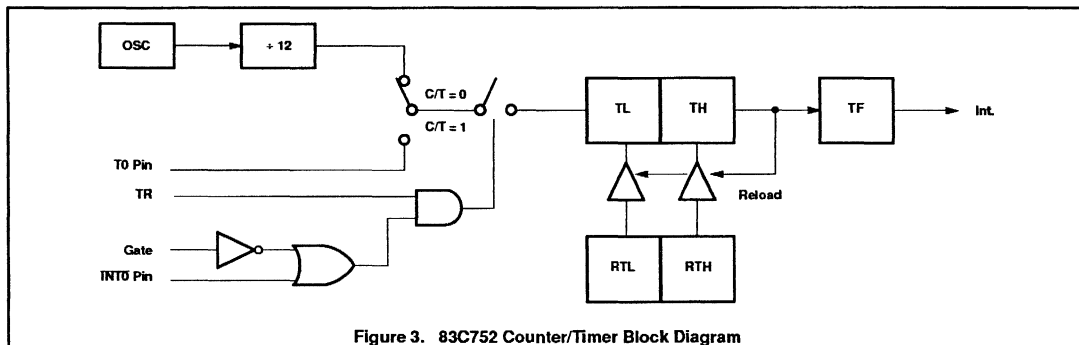 OSC
÷ 12
C/T = 0
C/T = 1
TL
TH
TF
Int.
T0 Pin
TR
Reload
Gate
INT0 Pin
RTL
RTH
Figure 3. 83C752 Counter/Timer Block Diagram